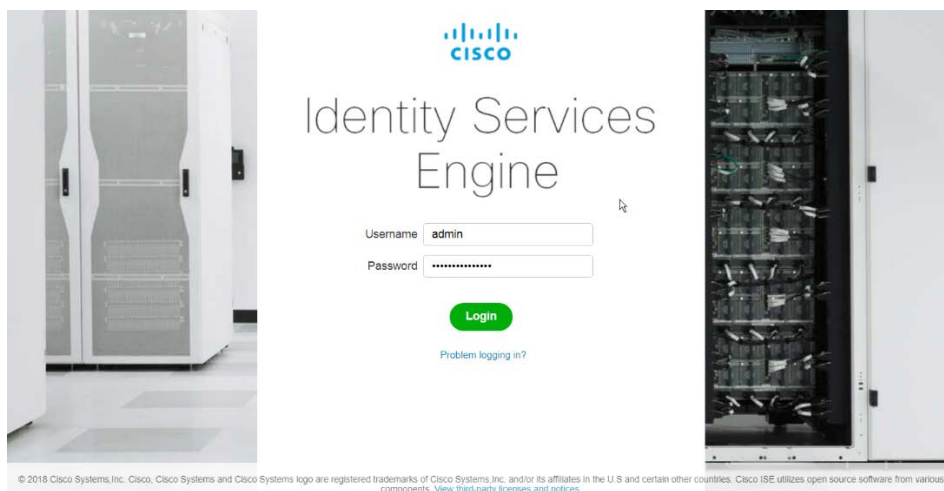 CISCO
Identity Services
Engine
Username admin
Password •••••••••••••••
Login
Problem logging in?
© 2018 Cisco Systems,Inc. Cisco, Cisco Systems and Cisco Systems logo are registered trademarks of Cisco Systems,Inc. and/or its affiliates in the U.S and certain other countries. Cisco ISE utilizes open source software from various
components. View third-party licenses and notices